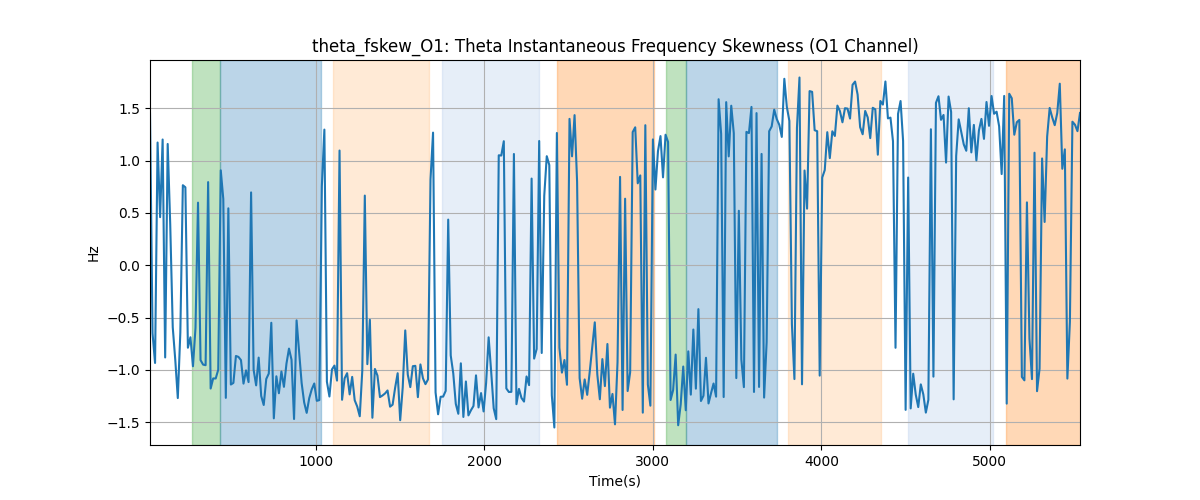 theta_fskew_O1: Theta Instantaneous Frequency Skewness (O1 Channel)
1.5
1.0
0.5
0.0
−0.5
−1.0
−1.5
Hz
1000 2000 3000 4000 5000
Time(s)